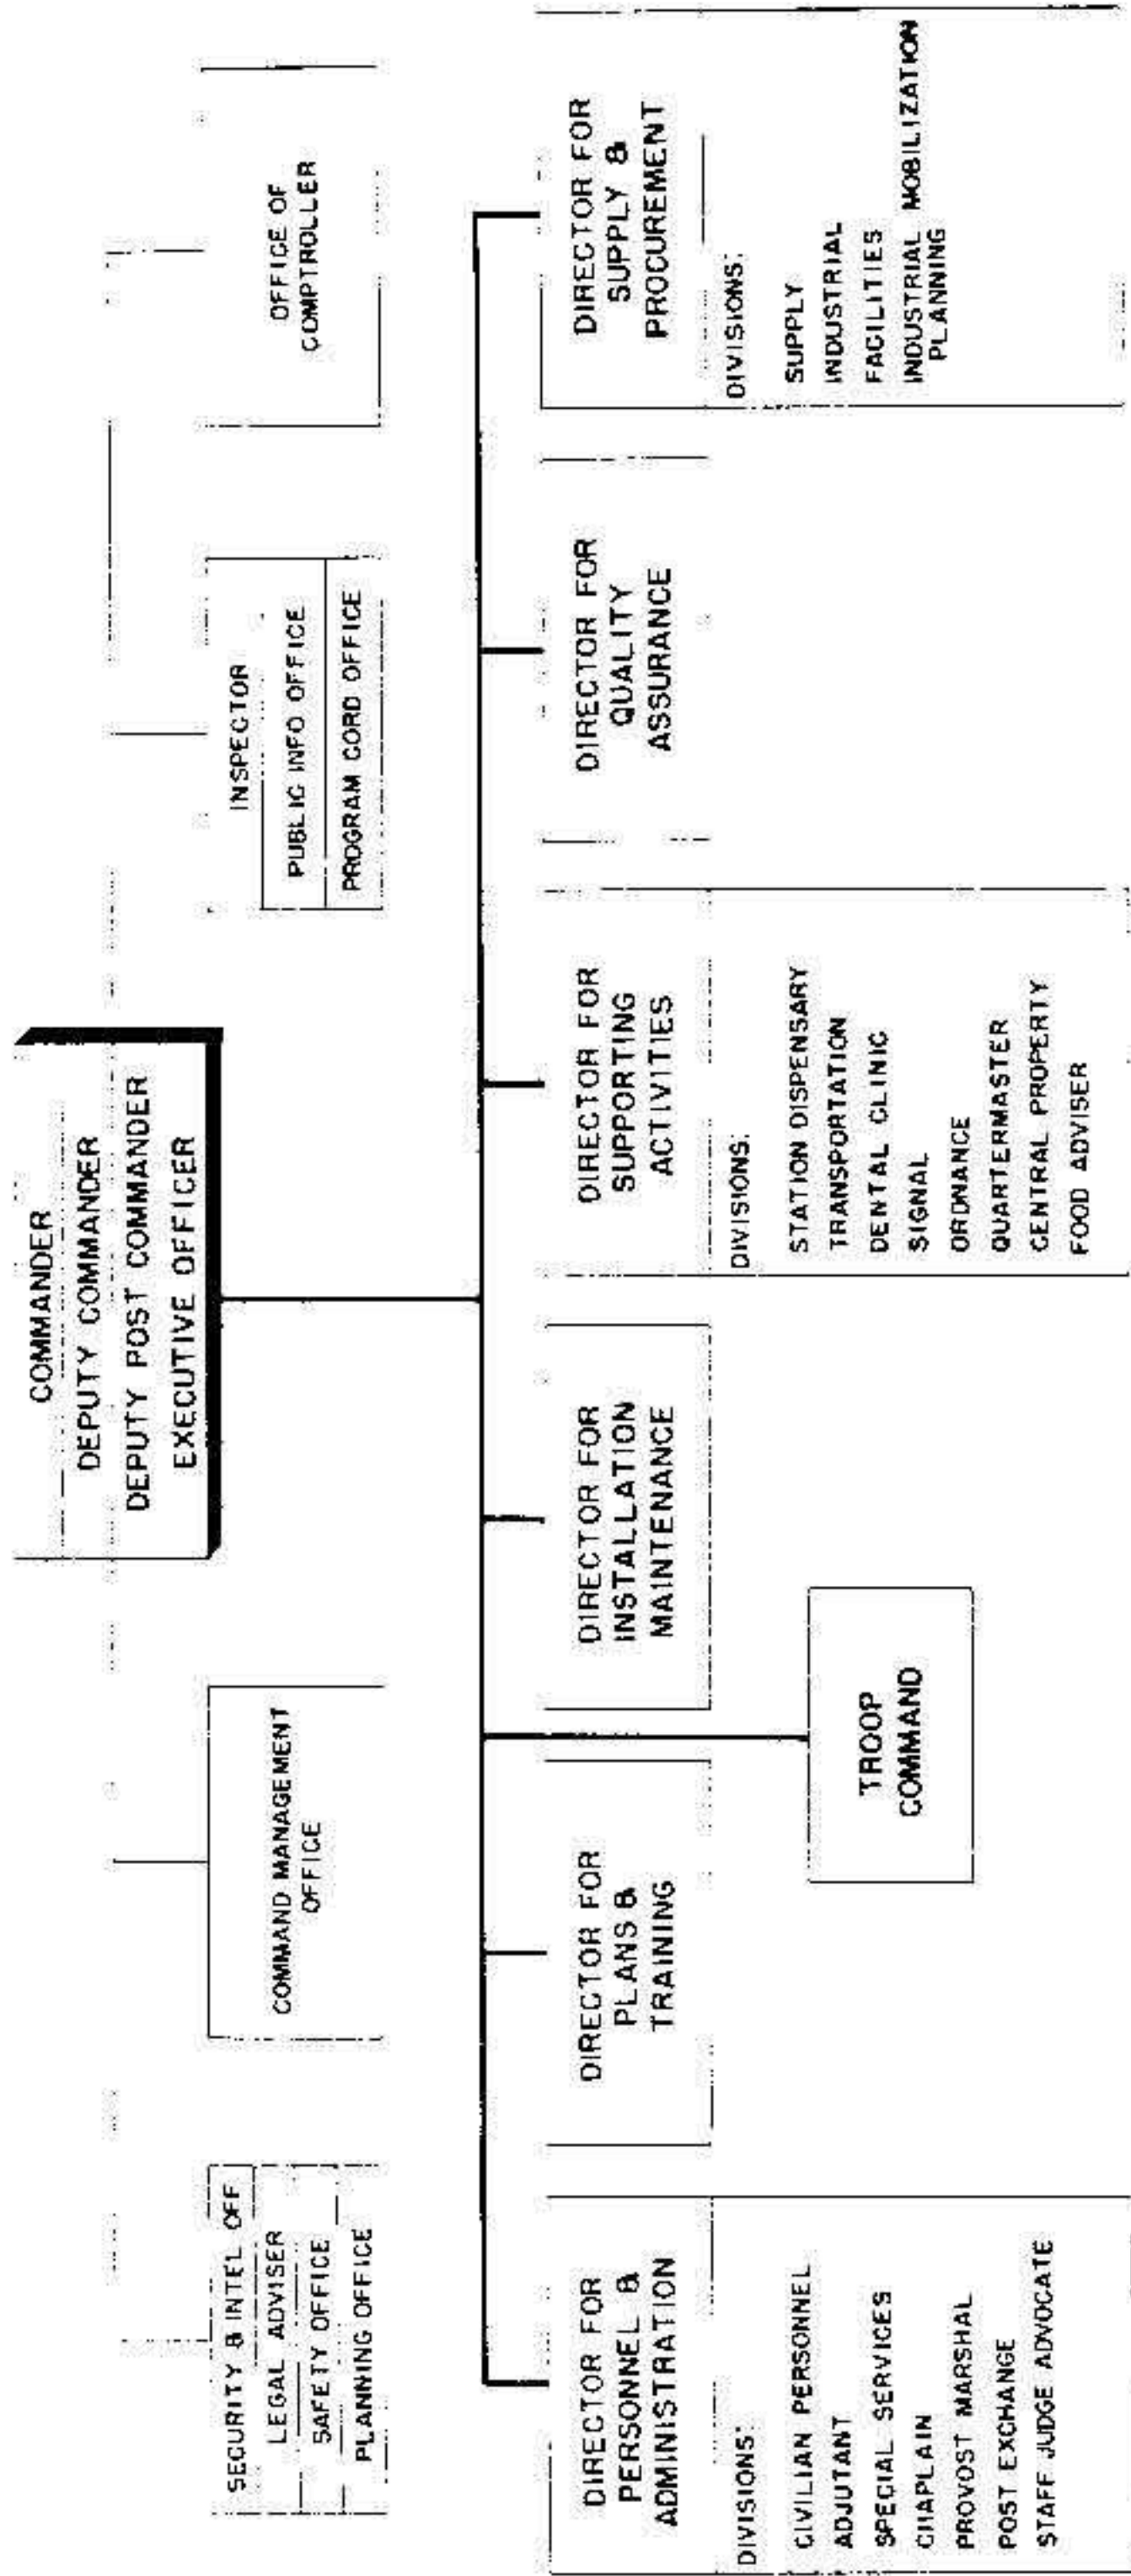 COMMANDER
DEPUTY COMMANDER
DEPUTY POST COMMANDER
EXECUTIVE OFFICER
SECURITY & INTEL OFF
LEGAL ADVISER
SAFETY OFFICE
PLANNING OFFICE
COMMAND MANAGEMENT
OFFICE
INSPECTOR
PUBLIC INFO OFFICE
PROGRAM CORD OFFICE
OFFICE OF
COMPTROLLER
DIRECTOR FOR
PERSONNEL &
ADMINISTRATION
DIVISIONS:
CIVILIAN PERSONNEL
ADJUTANT
SPECIAL SERVICES
CHAPLAIN
PROVOST MARSHAL
POST EXCHANGE
STAFF JUDGE ADVOCATE
DIRECTOR FOR
PLANS &
TRAINING
TROOP
COMMAND
DIRECTOR FOR
INSTALLATION
MAINTENANCE
DIRECTOR FOR
SUPPORTING
ACTIVITIES
DIVISIONS:
STATION DISPENSARY
TRANSPORTATION
DENTAL CLINIC
SIGNAL
ORDNANCE
QUARTERMASTER
CENTRAL PROPERTY
FOOD ADVISER
DIRECTOR FOR
QUALITY
ASSURANCE
DIRECTOR FOR
SUPPLY &
PROCUREMENT
DIVISIONS:
SUPPLY
INDUSTRIAL
FACILITIES
INDUSTRIAL MOBILIZATION
PLANNING